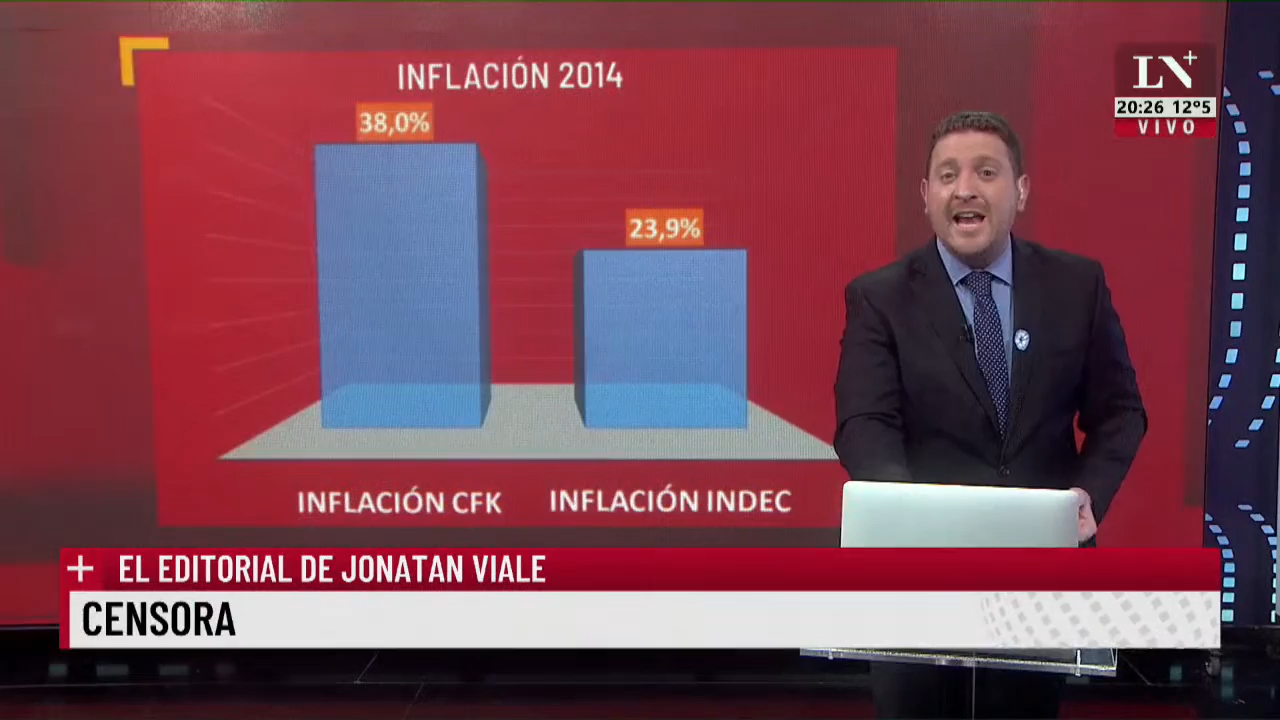 INFLACIÓN 2014
38,0%
23,9%
INFLACIÓN CFK
INFLACIÓN INDEC
LN+
20:26 12°5
VIVO
+ EL EDITORIAL DE JONATAN VIALE
CENSORA